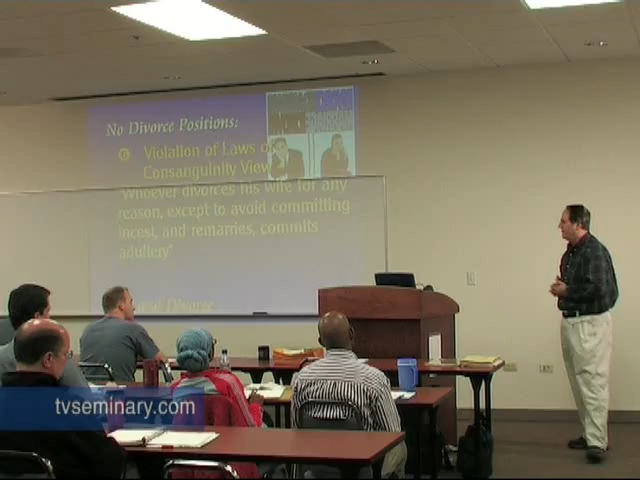 No Divorce Positions:
Violation of Laws of
Consanguinity View
"Whoever divorces his wife for any
reason, except to avoid committing
incest, and remarries, commits
adultery"
Divorce
tvseminary.com